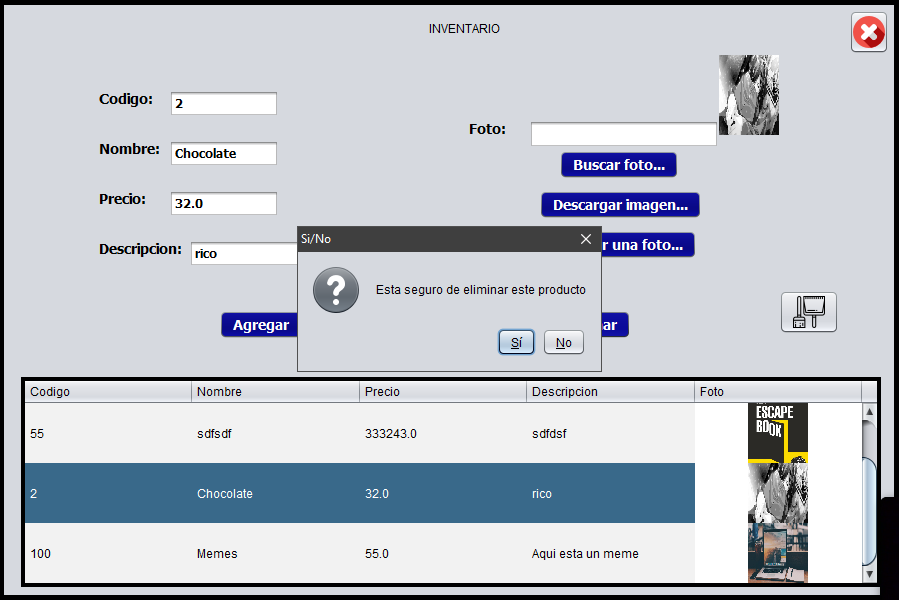 INVENTARIO
Codigo: 2
Foto:
Nombre: Chocolate
Buscar foto...
Precio: 32.0
Descargar imagen...
Descripcion: rico
r una foto...
Si/No
Esta seguro de eliminar este producto
Sí No
Agregar
ar
Codigo Nombre Precio Descripcion Foto
55 sdfsdf 333243.0 sdfdsf
ESCAPE
BOOK
2 Chocolate 32.0 rico
100 Memes 55.0 Aqui esta un meme